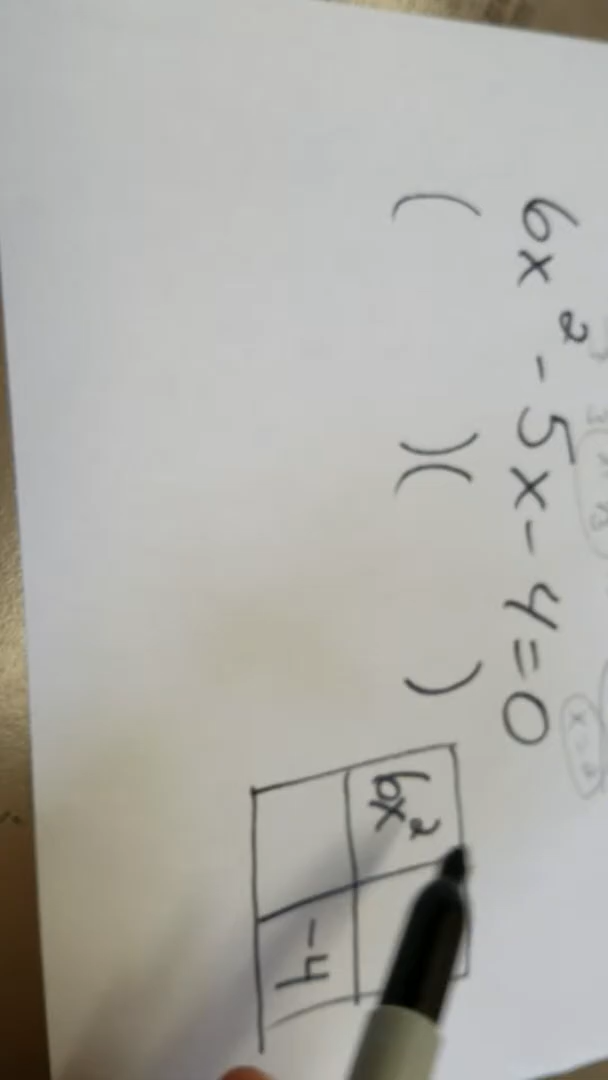 6x² - 5x - 4 = 0
(      )(      )
6x²
-4